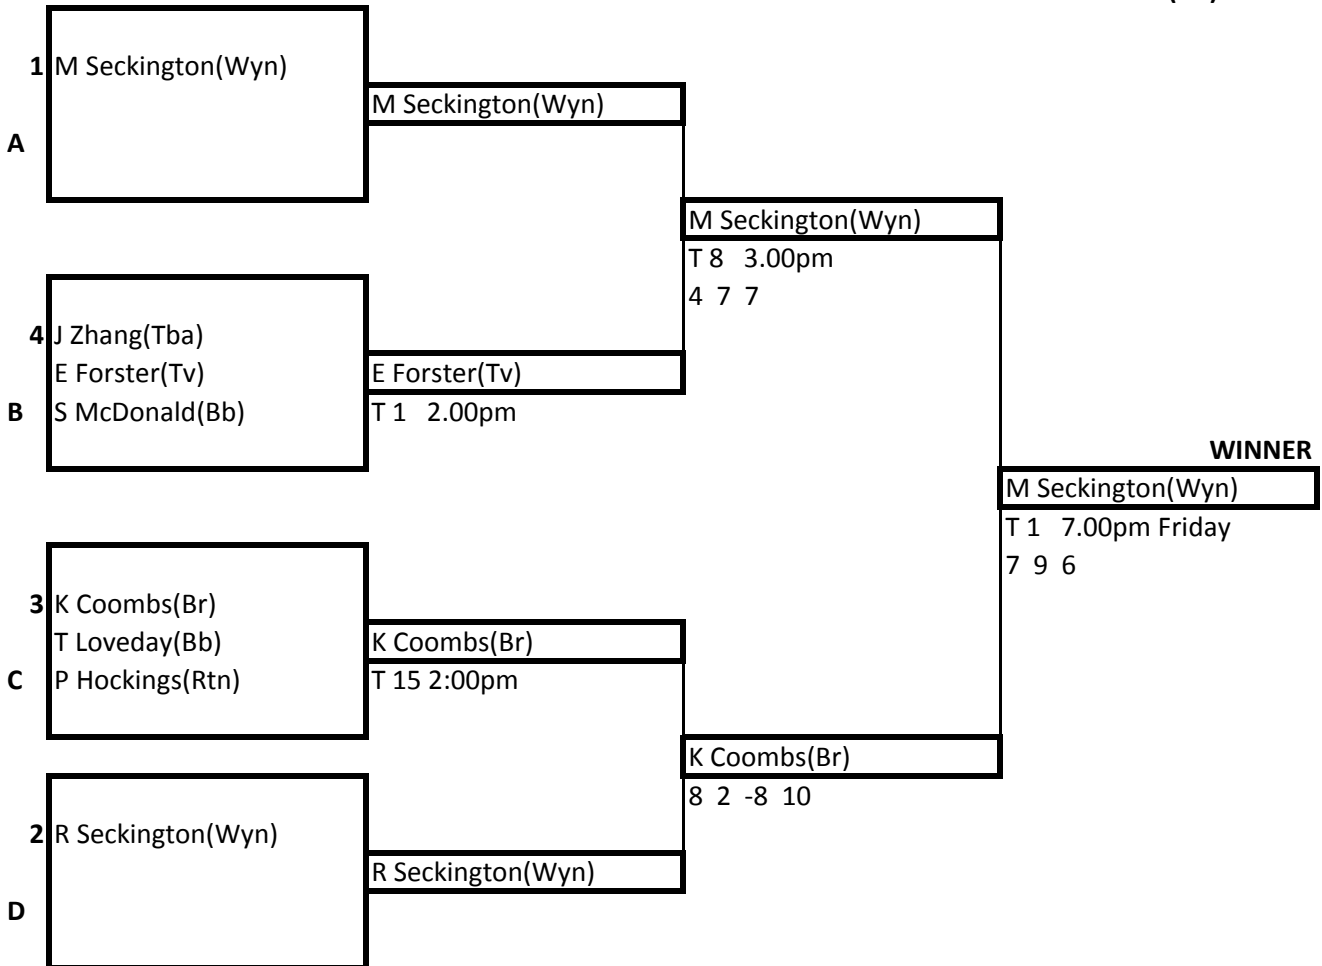 1 M Seckington(Wyn)
M Seckington(Wyn)
A
M Seckington(Wyn)
T 8 3.00pm
4 7 7
4 J Zhang(Tba)
E Forster(Tv)
E Forster(Tv)
B S McDonald(Bb)
T 1 2.00pm
WINNER
M Seckington(Wyn)
T 1 7.00pm Friday
7 9 6
3 K Coombs(Br)
T Loveday(Bb)
K Coombs(Br)
C P Hockings(Rtn)
T 15 2:00pm
K Coombs(Br)
8 2 -8 10
2 R Seckington(Wyn)
R Seckington(Wyn)
D